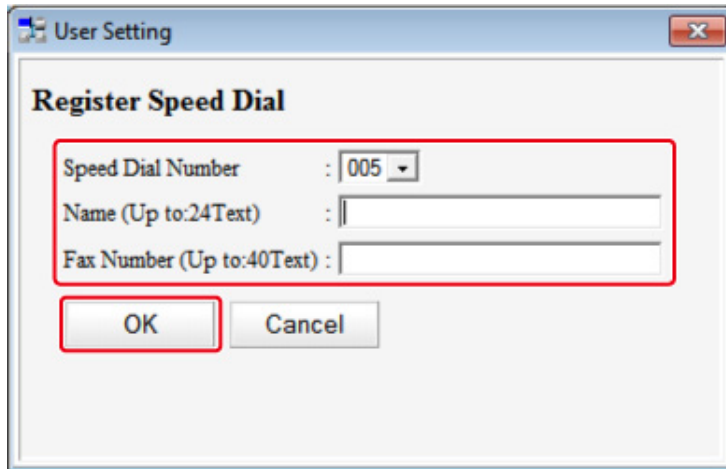 User Setting
Register Speed Dial
Speed Dial Number : 005
Name (Up to:24Text) :
Fax Number (Up to:40Text) :
OK Cancel